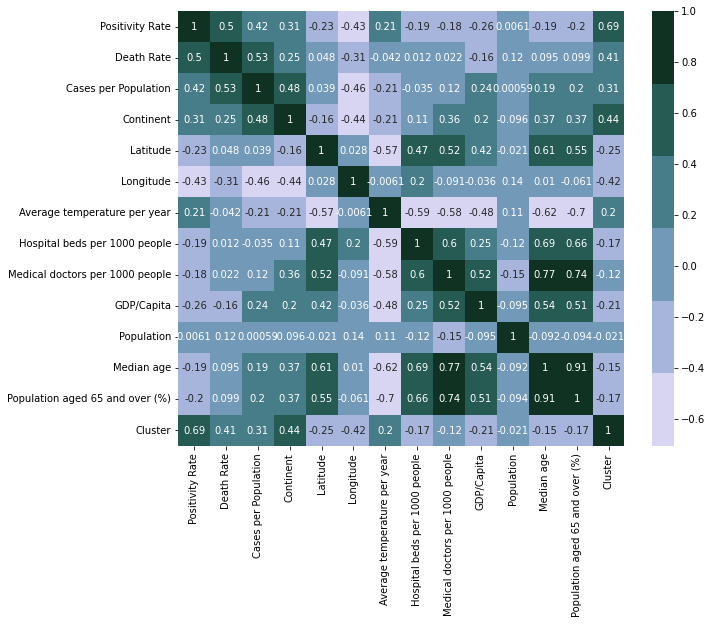 Positivity Rate 1 0.5 0.42 0.31 -0.23 -0.43 0.21 -0.19 -0.18 -0.26 0.0061 -0.19 -0.2 0.69
Death Rate 0.5 1 0.53 0.25 0.048 -0.31 -0.042 0.012 0.022 -0.16 0.12 0.095 0.099 0.41
Cases per Population 0.42 0.53 1 0.48 0.039 -0.46 -0.21 -0.035 0.12 0.24 0.00059 0.19 0.2 0.31
Continent 0.31 0.25 0.48 1 -0.16 -0.44 -0.21 0.11 0.36 0.2 -0.096 0.37 0.37 0.44
Latitude -0.23 0.048 0.039 -0.16 1 0.028 -0.57 0.47 0.52 0.42 -0.021 0.61 0.55 -0.25
Longitude -0.43 -0.31 -0.46 -0.44 0.028 1 -0.0061 0.2 -0.091 -0.036 0.14 0.01 -0.061 -0.42
Average temperature per year 0.21 -0.042 -0.21 -0.21 -0.57 -0.0061 1 -0.59 -0.58 -0.48 0.11 -0.62 -0.7 0.2
Hospital beds per 1000 people -0.19 0.012 -0.035 0.11 0.47 0.2 -0.59 1 0.6 0.25 -0.12 0.69 0.66 -0.17
Medical doctors per 1000 people -0.18 0.022 0.12 0.36 0.52 -0.091 -0.58 0.6 1 0.52 -0.15 0.77 0.74 -0.12
GDP/Capita -0.26 -0.16 0.24 0.2 0.42 -0.036 -0.48 0.25 0.52 1 -0.095 0.54 0.51 -0.21
Population 0.0061 0.12 0.00059 -0.096 -0.021 0.14 0.11 -0.12 -0.15 -0.095 1 -0.092 -0.094 -0.021
Median age -0.19 0.095 0.19 0.37 0.61 0.01 -0.62 0.69 0.77 0.54 -0.092 1 0.91 -0.15
Population aged 65 and over (%) -0.2 0.099 0.2 0.37 0.55 -0.061 -0.7 0.66 0.74 0.51 -0.094 0.91 1 -0.17
Cluster 0.69 0.41 0.31 0.44 -0.25 -0.42 0.2 -0.17 -0.12 -0.21 -0.021 -0.15 -0.17 1
Positivity Rate
Death Rate
Cases per Population
Continent
Latitude
Longitude
Average temperature per year
Hospital beds per 1000 people
Medical doctors per 1000 people
GDP/Capita
Population
Median age
Population aged 65 and over (%)
Cluster
1.0
0.8
0.6
0.4
0.2
0.0
−0.2
−0.4
−0.6